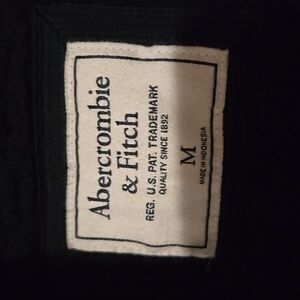 Abercrombie
& Fitch
REG. U.S. PAT. TRADEMARK
QUALITY SINCE 1892
M
MADE IN INDONESIA